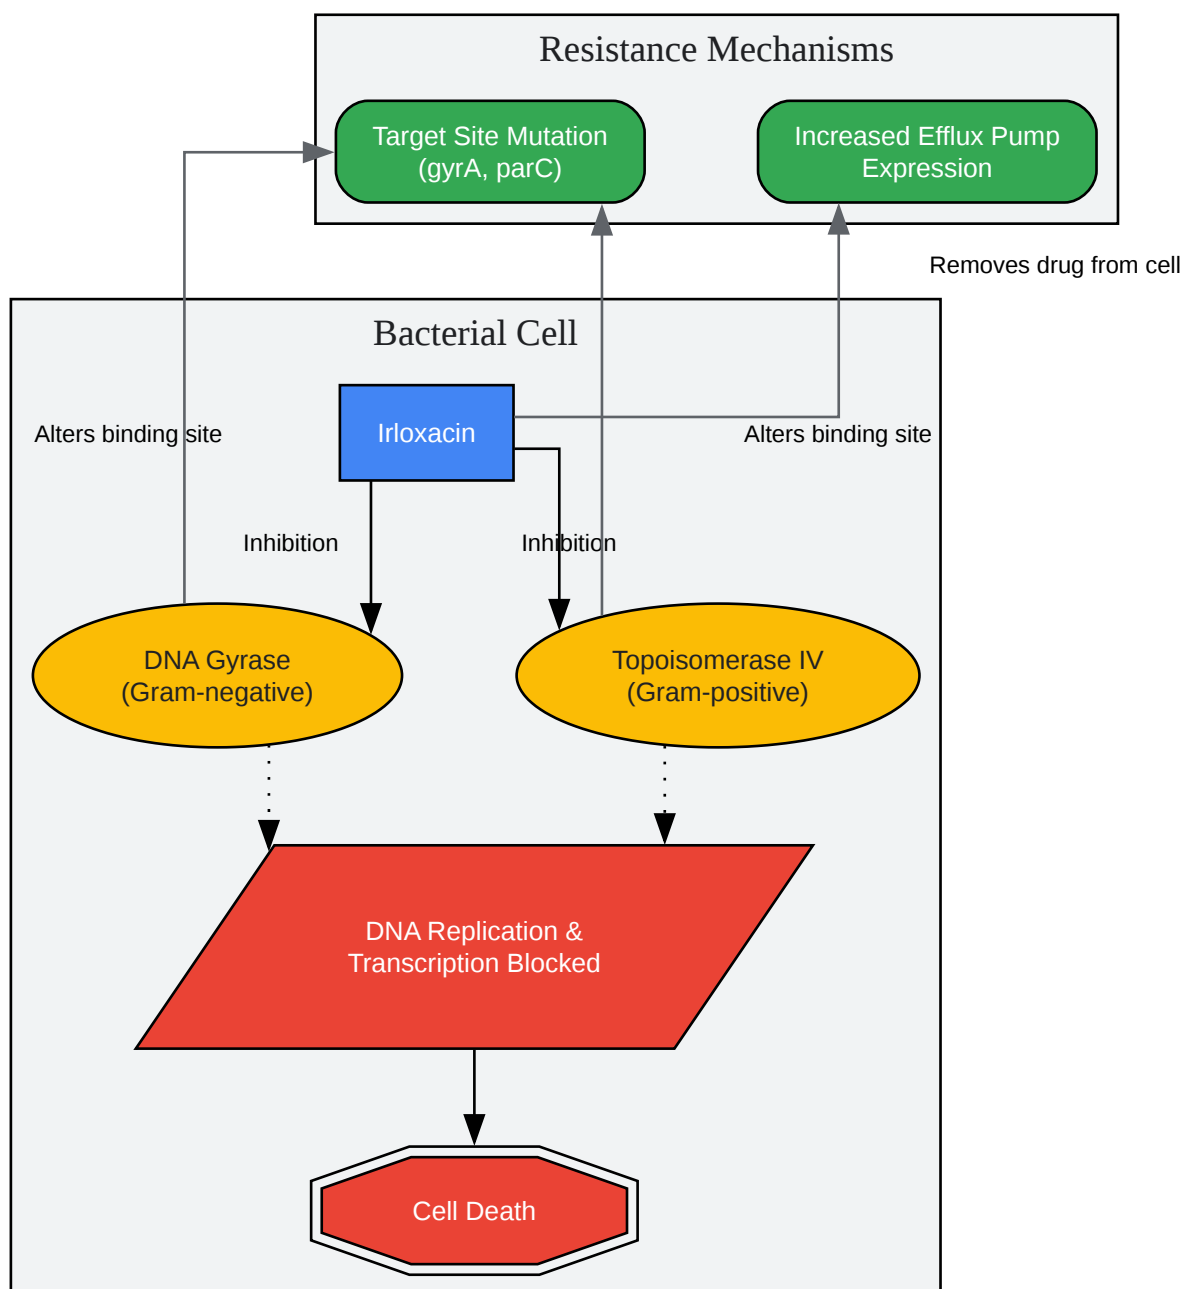 Resistance Mechanisms
Target Site Mutation
(gyrA, parC)
Increased Efflux Pump
Expression
Removes drug from cell
Bacterial Cell
Irloxacin
Alters binding site
Alters binding site
Inhibition
Inhibition
DNA Gyrase
(Gram-negative)
Topoisomerase IV
(Gram-positive)
DNA Replication &
Transcription Blocked
Cell Death